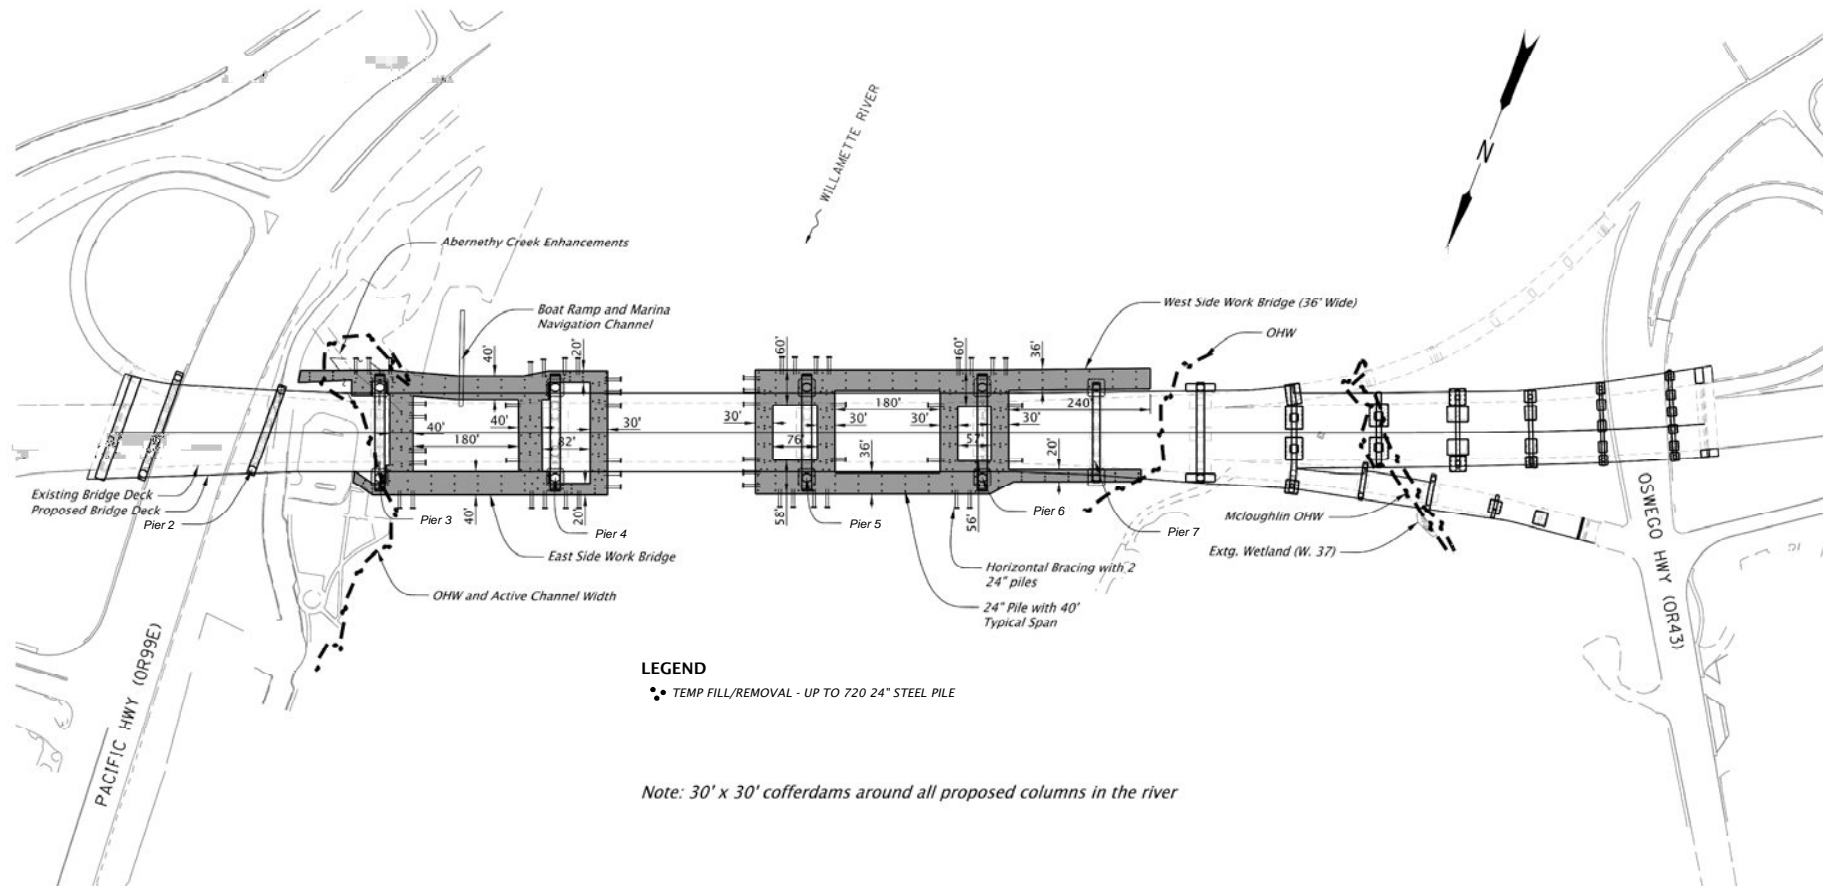 WILLAMETTE RIVER
N
Abernethy Creek Enhancements
Boat Ramp and Marina
Navigation Channel
West Side Work Bridge (36' Wide)
OHW
40'
20'
60'
60'
36'
180'
240'
40'
40'
30'
30'
30'
30'
30'
180'
82'
76'
57'
36'
20'
Existing Bridge Deck
Proposed Bridge Deck
Pier 2
Pier 3
40'
Pier 4
20'
58'
Pier 5
56'
Pier 6
Pier 7
Mcloughlin OHW
Extg. Wetland (W. 37)
East Side Work Bridge
OHW and Active Channel Width
Horizontal Bracing with 2
24" piles
24" Pile with 40'
Typical Span
PACIFIC HWY (OR99E)
OSWEGO HWY (OR43)
LEGEND
TEMP FILL/REMOVAL - UP TO 720 24" STEEL PILE
Note: 30' x 30' cofferdams around all proposed columns in the river